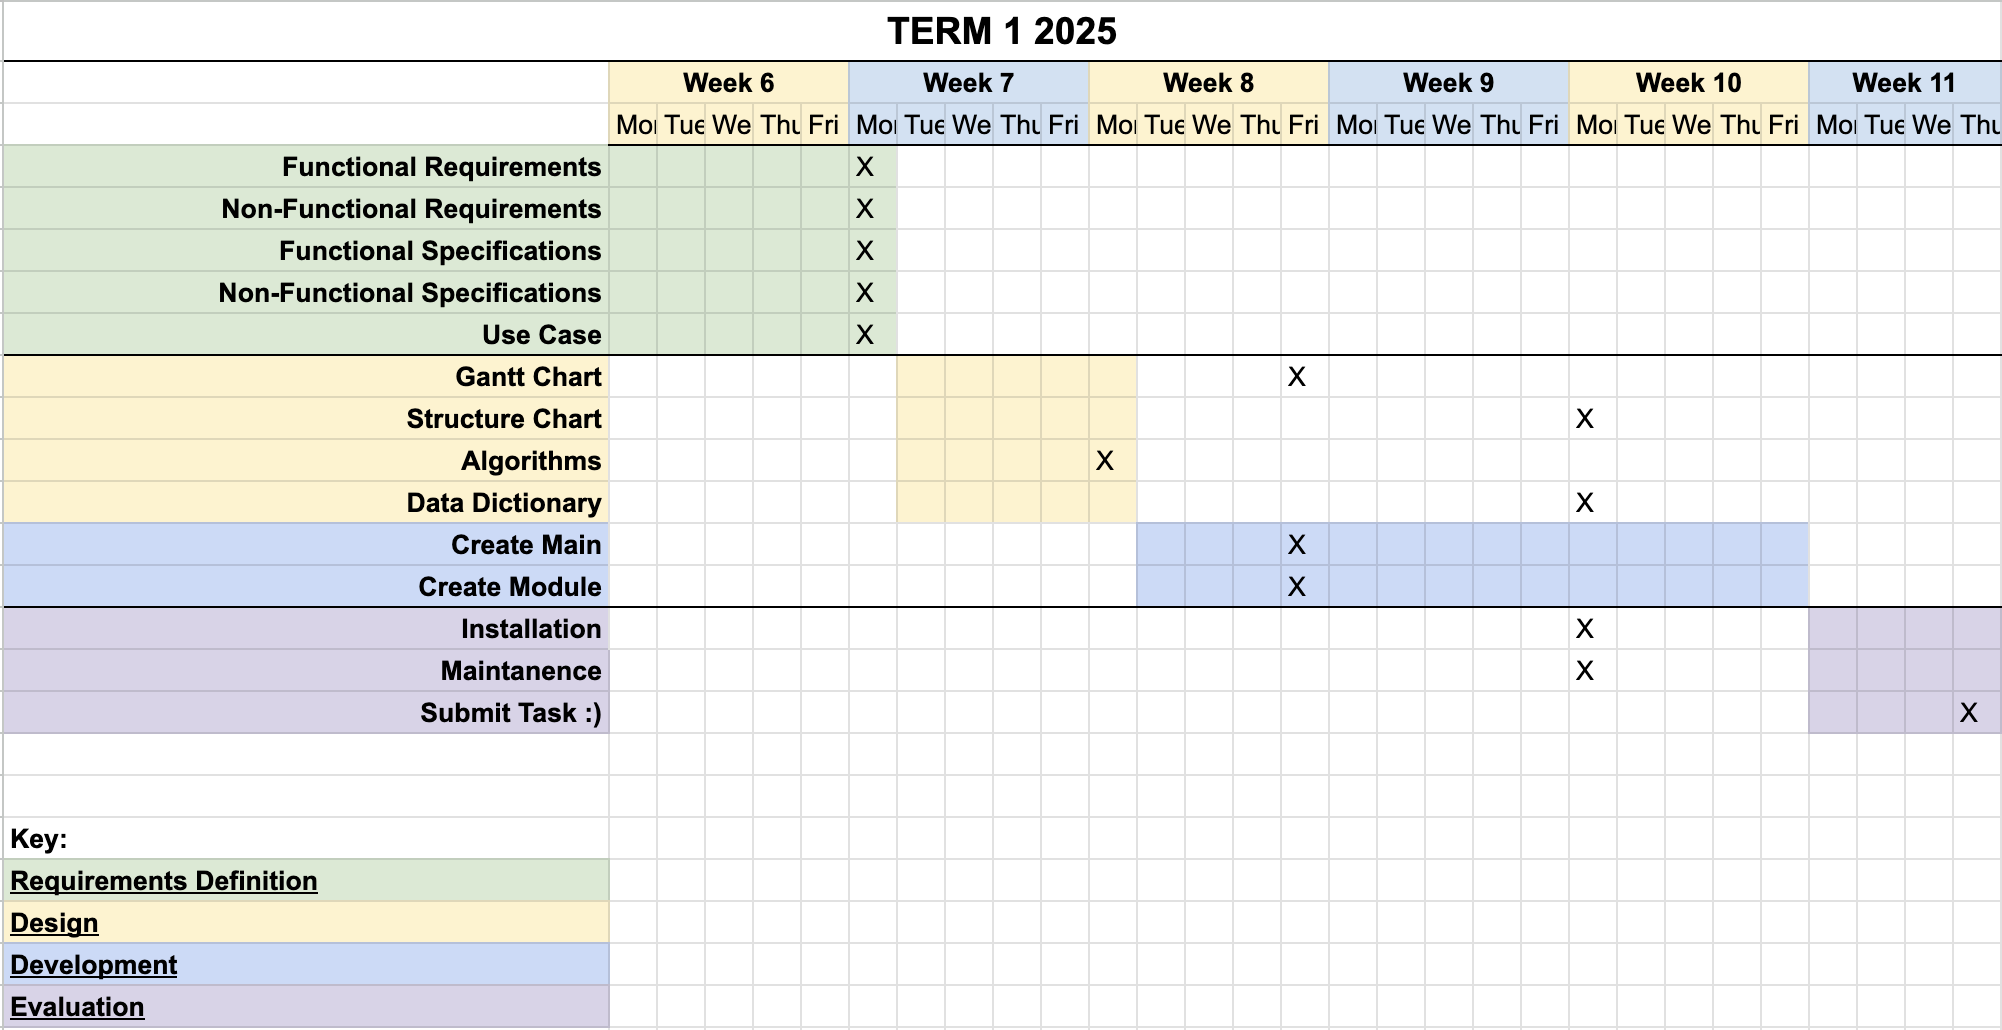 TERM 1 2025
Week 6 Week 7 Week 8 Week 9 Week 10 Week 11
Mo Tue We Thu Fri Mo Tue We Thu Fri Mo Tue We Thu Fri Mo Tue We Thu Fri Mo Tue We Thu Fri Mo Tue We Thu
Functional Requirements X
Non-Functional Requirements X
Functional Specifications X
Non-Functional Specifications X
Use Case X
Gantt Chart X
Structure Chart X
Algorithms X
Data Dictionary X
Create Main X
Create Module X
Installation X
Maintanence X
Submit Task :) X
Key:
Requirements Definition
Design
Development
Evaluation